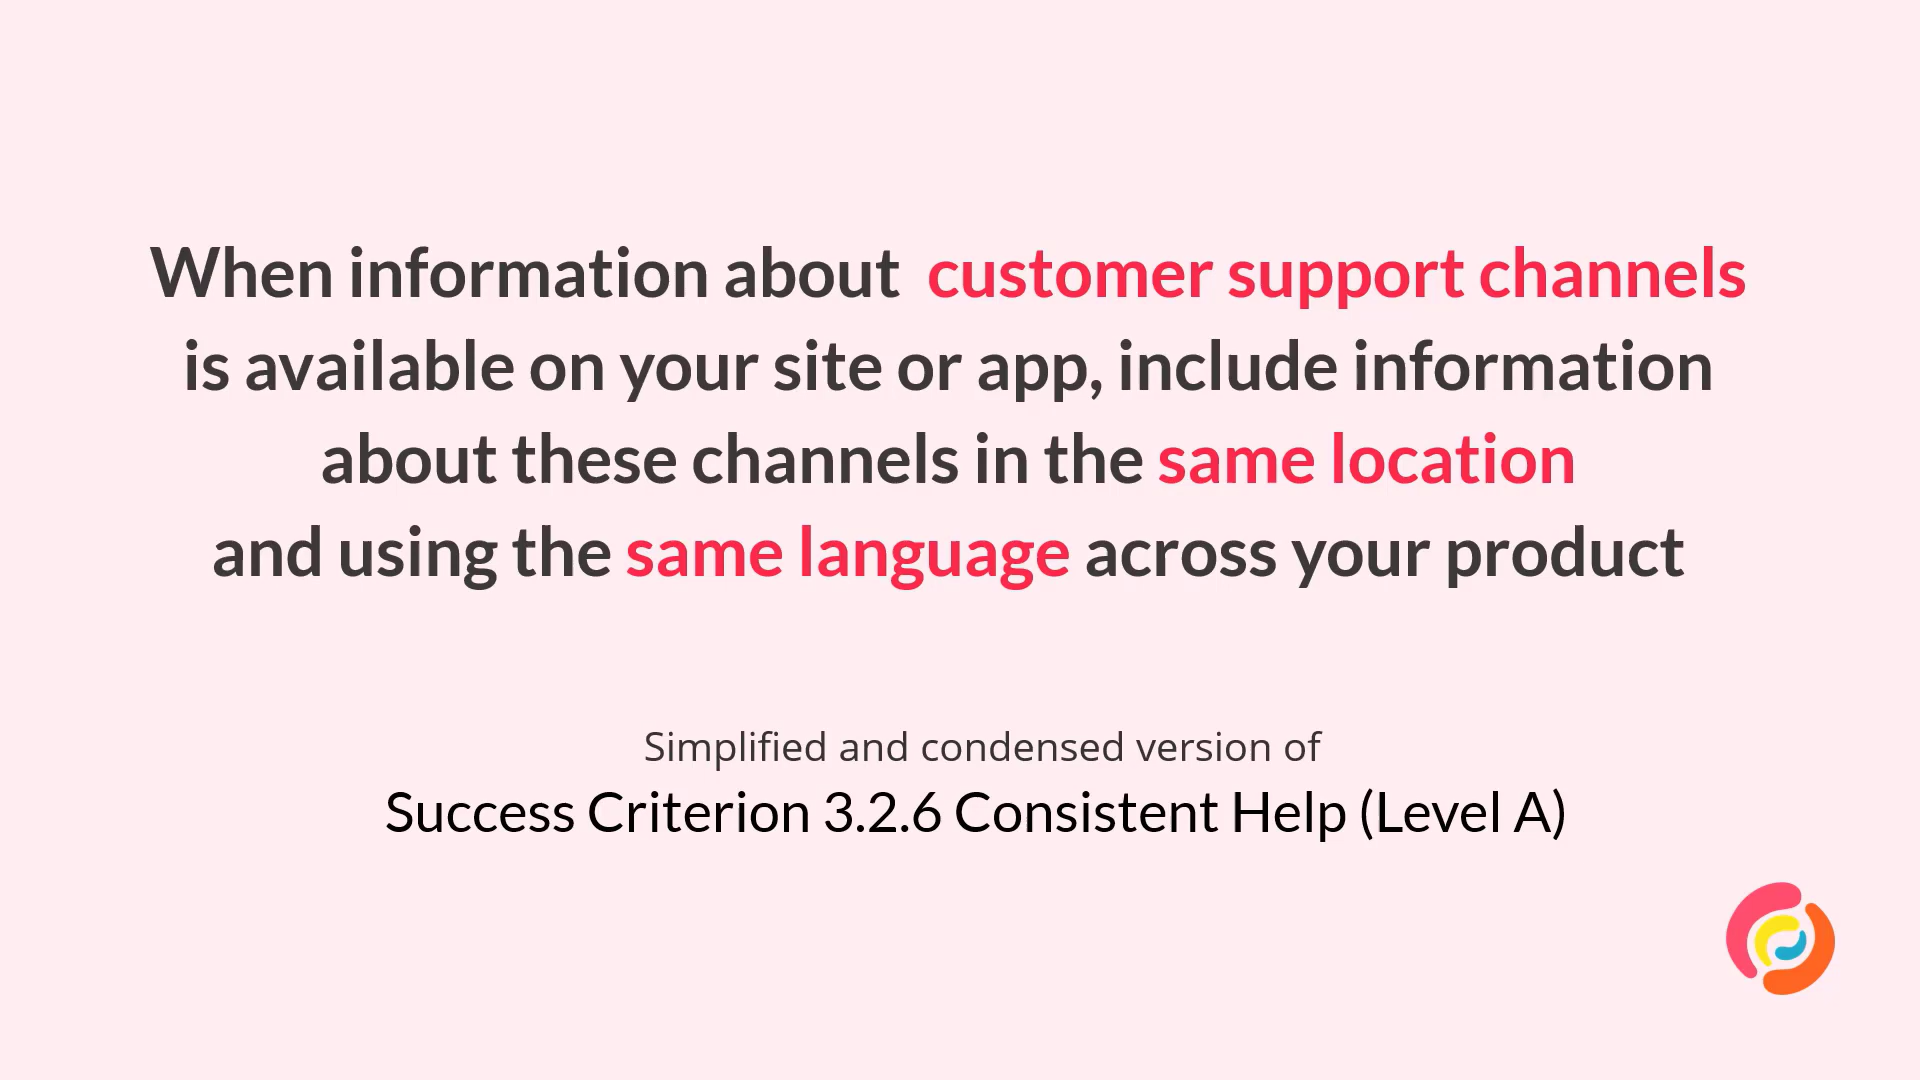 When information about customer support channels
is available on your site or app, include information
about these channels in the same location
and using the same language across your product
Simplified and condensed version of
Success Criterion 3.2.6 Consistent Help (Level A)